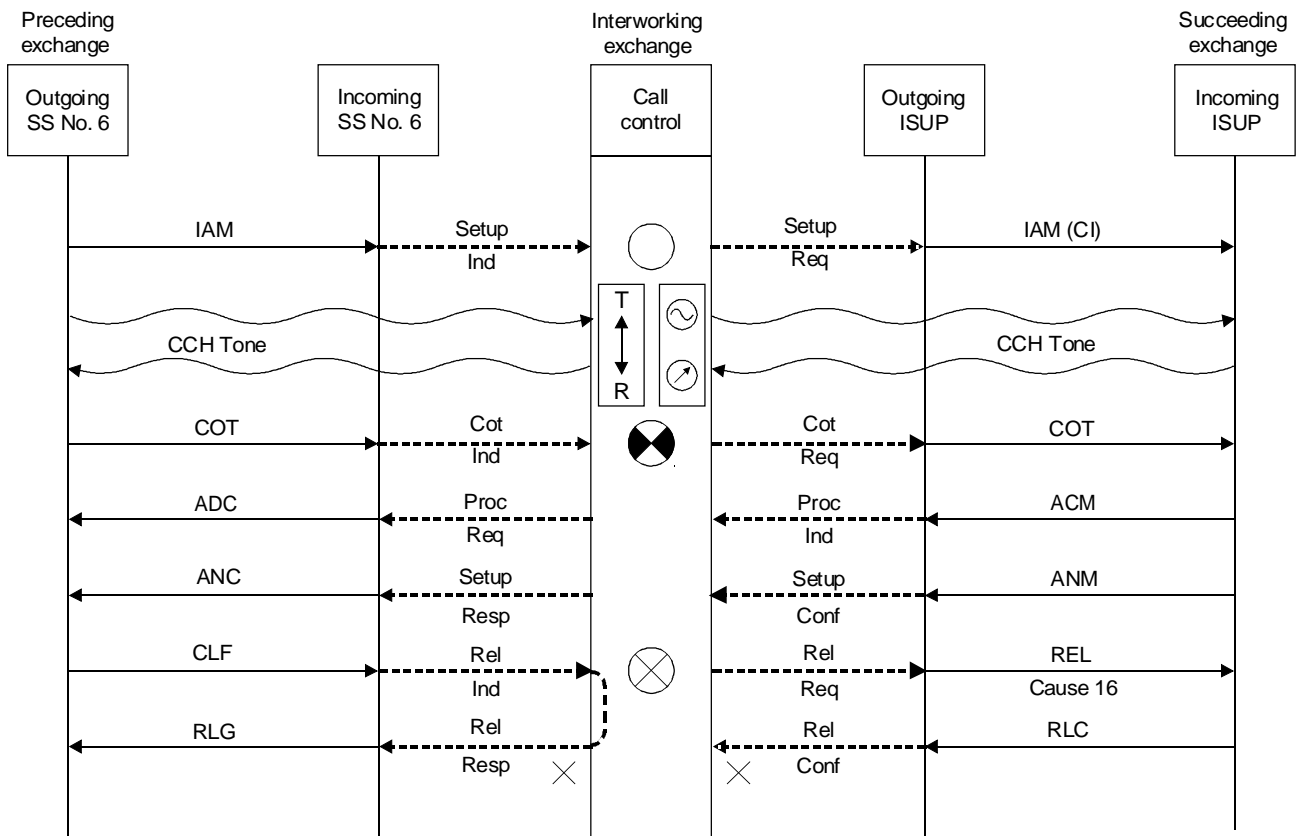 Preceding
exchange
Interworking
exchange
Succeeding
exchange
Outgoing
SS No. 6
Incoming
SS No. 6
Call
control
Outgoing
ISUP
Incoming
ISUP
IAM
Setup
Ind
Setup
Req
IAM (CI)
T
R
CCH Tone
CCH Tone
COT
Cot
Ind
Cot
Req
COT
ADC
Proc
Req
Proc
Ind
ACM
ANC
Setup
Resp
Setup
Conf
ANM
CLF
Rel
Ind
Rel
Req
REL
Cause 16
RLG
Rel
Resp
Rel
Conf
RLC